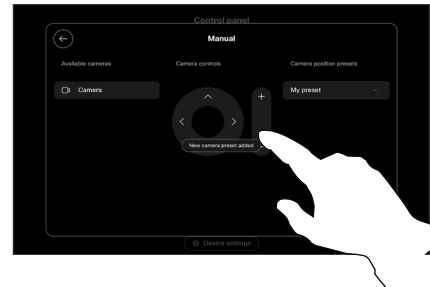 Control panel
Manual
Available cameras
Camera controls
Camera position presets
Camera
My preset
New camera preset added
Device settings